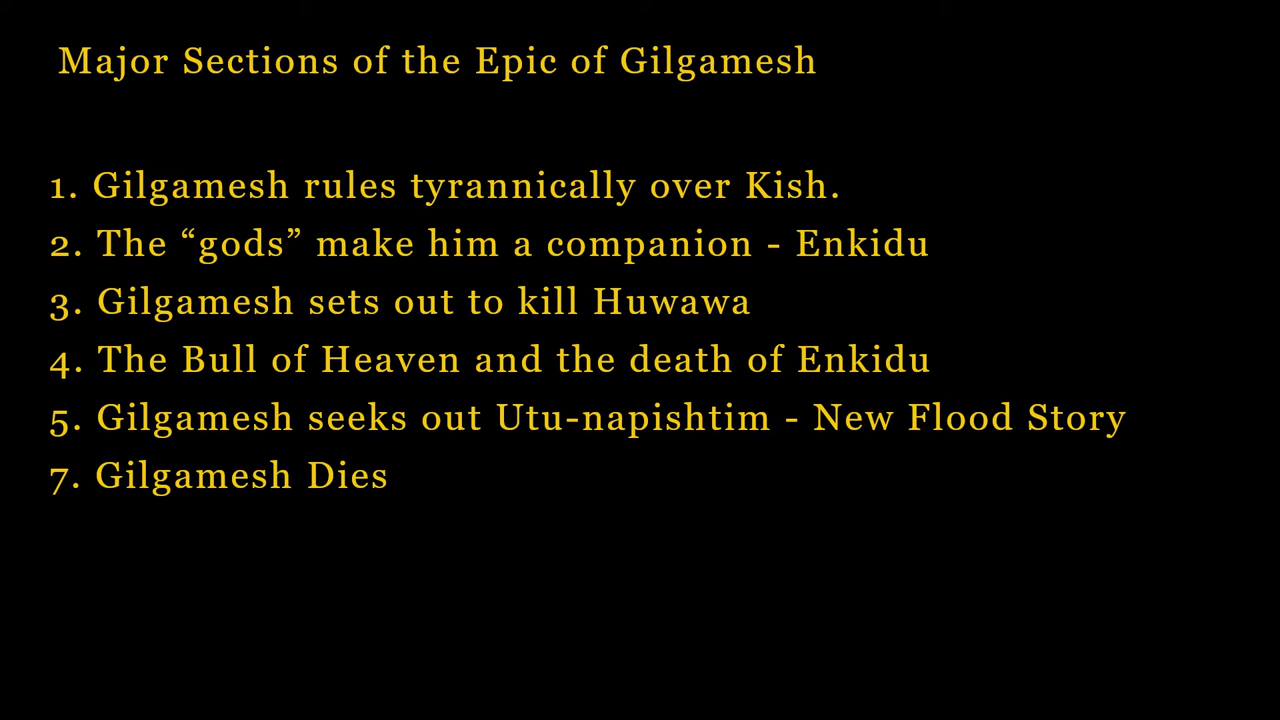 Major Sections of the Epic of Gilgamesh
1. Gilgamesh rules tyrannically over Kish.
2. The “gods” make him a companion - Enkidu
3. Gilgamesh sets out to kill Huwawa
4. The Bull of Heaven and the death of Enkidu
5. Gilgamesh seeks out Utu-napishtim - New Flood Story
7. Gilgamesh Dies